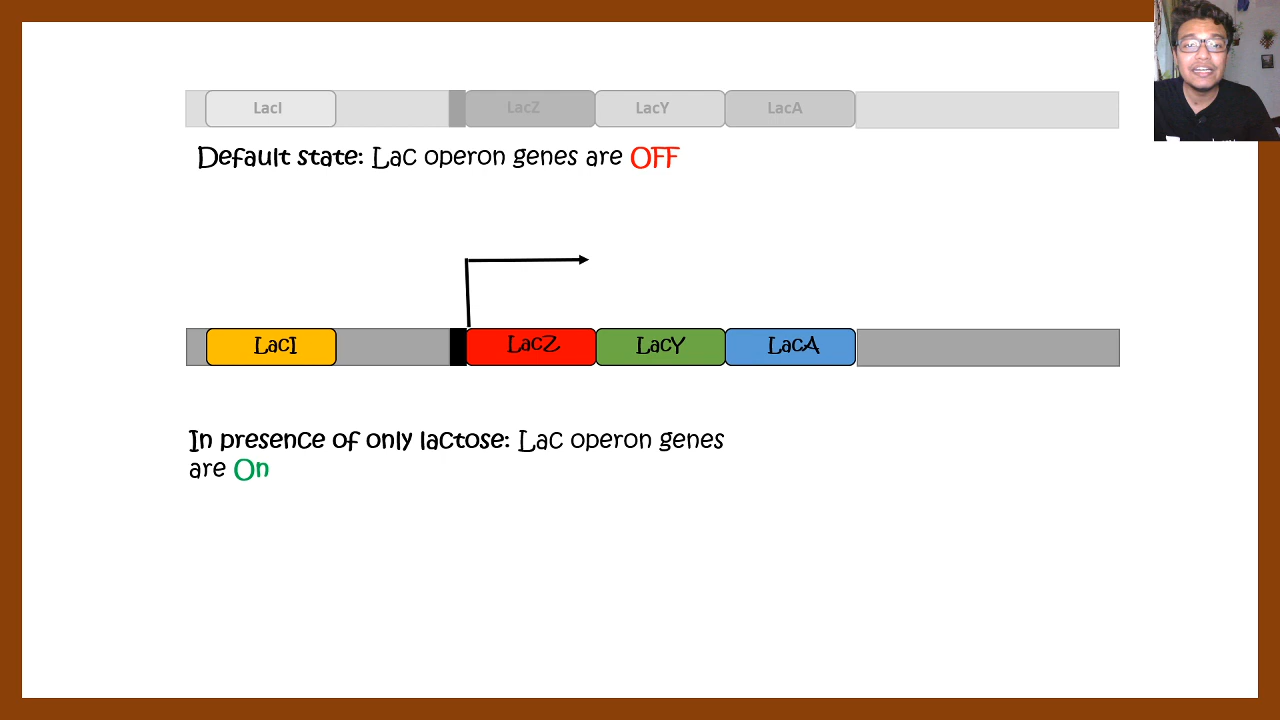 LacI LacZ LacY LacA
Default state: Lac operon genes are OFF
LacI LacZ LacY LacA
In presence of only lactose: Lac operon genes
are On